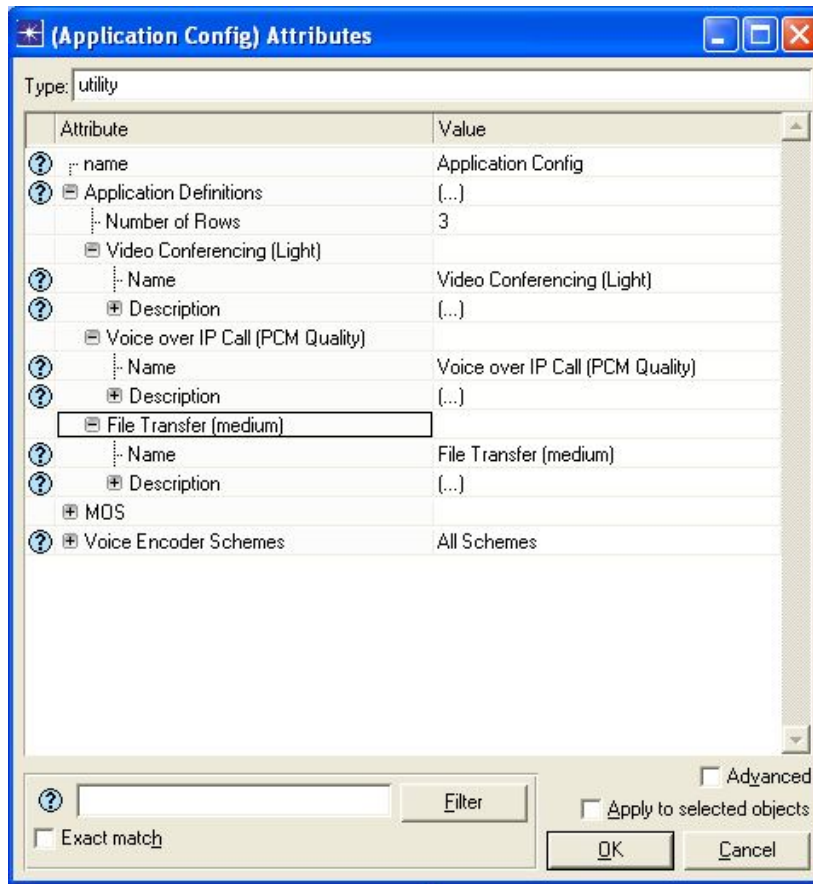 (Application Config) Attributes
Type: utility
Attribute Value
name Application Config
Application Definitions (...)
Number of Rows 3
Video Conferencing (Light)
Name Video Conferencing (Light)
Description (...)
Voice over IP Call (PCM Quality)
Name Voice over IP Call (PCM Quality)
Description (...)
File Transfer (medium)
Name File Transfer (medium)
Description (...)
MOS
Voice Encoder Schemes All Schemes
Advanced
Filter
Apply to selected objects
Exact match
OK Cancel